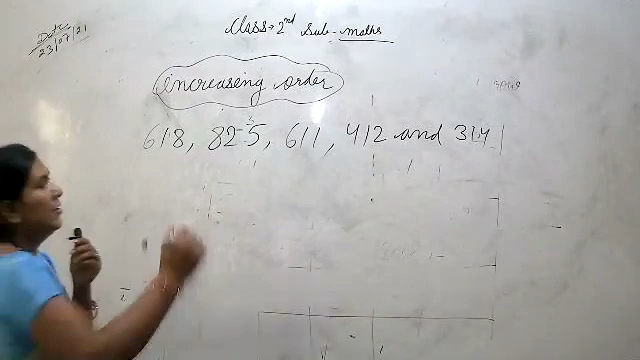 Date
23/07/21
Class → 2nd Sub - maths
increasing order
618, 825, 611, 412 and 314